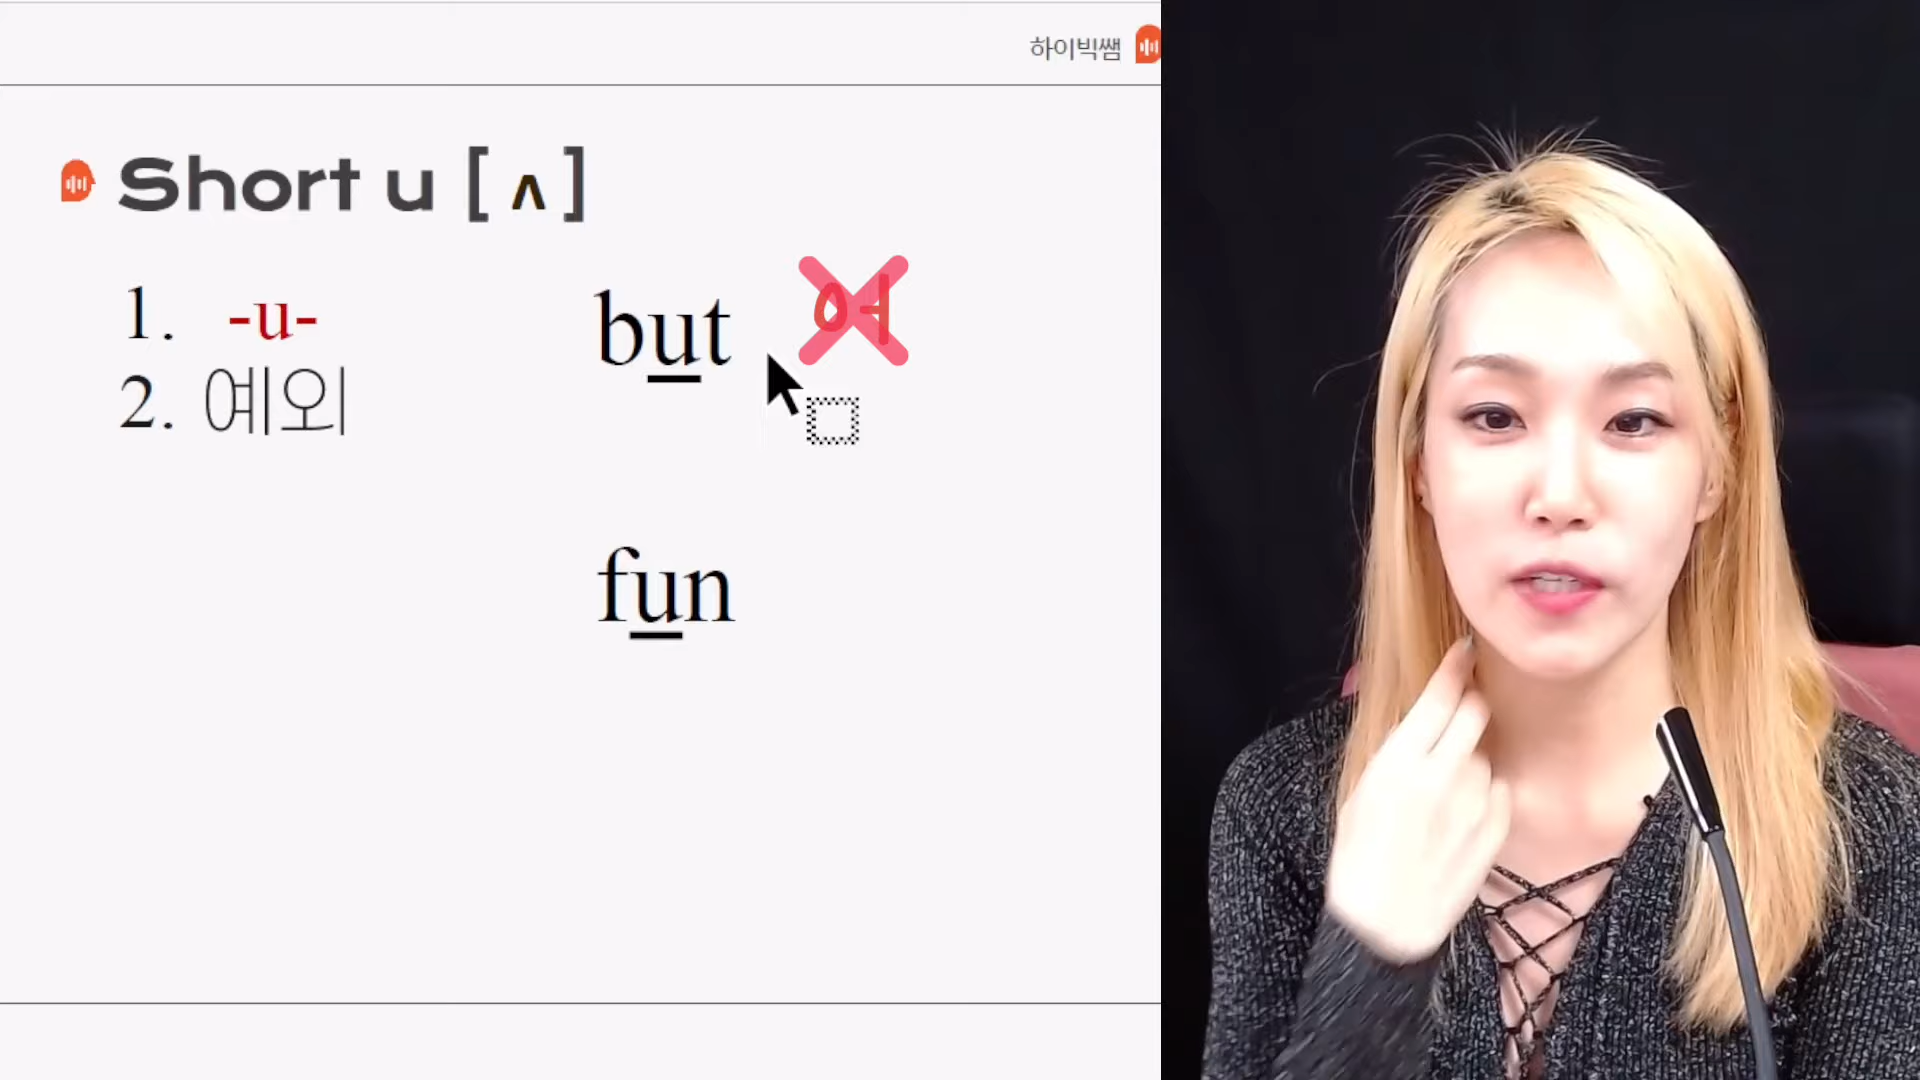 하이빅쌤
Short u [ ʌ ]
1. -u-
but
어
2. 예외
fun